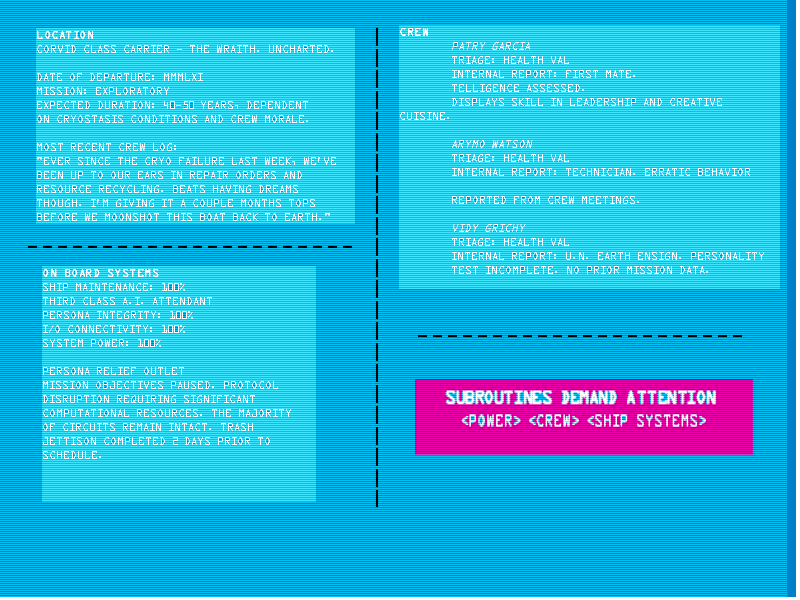 LOCATION
CORVID CLASS CARRIER - THE WRAITH. UNCHARTED.
DATE OF DEPARTURE: MMMLXI
MISSION: EXPLORATORY
EXPECTED DURATION: 40-50 YEARS, DEPENDENT
ON CRYOSTASIS CONDITIONS AND CREW MORALE.
MOST RECENT CREW LOG:
"EVER SINCE THE CRYO FAILURE LAST WEEK, WE'VE
BEEN UP TO OUR EARS IN REPAIR ORDERS AND
RESOURCE RECYCLING. BEATS HAVING DREAMS
THOUGH. I'M GIVING IT A COUPLE MONTHS TOPS
BEFORE WE MOONSHOT THIS BOAT BACK TO EARTH."
ON BOARD SYSTEMS
SHIP MAINTENANCE: 100%
THIRD CLASS A.I. ATTENDANT
PERSONA INTEGRITY: 100%
I/O CONNECTIVITY: 100%
SYSTEM POWER: 100%
PERSONA RELIEF OUTLET
MISSION OBJECTIVES PAUSED. PROTOCOL
DISRUPTION REQUIRING SIGNIFICANT
COMPUTATIONAL RESOURCES. THE MAJORITY
OF CIRCUITS REMAIN INTACT. TRASH
JETTISON COMPLETED 2 DAYS PRIOR TO
SCHEDULE.
CREW
PATRY GARCIA
TRIAGE: HEALTH VAL
INTERNAL REPORT: FIRST MATE.
TELLIGENCE ASSESSED.
DISPLAYS SKILL IN LEADERSHIP AND CREATIVE
CUISINE.
ARYMO WATSON
TRIAGE: HEALTH VAL
INTERNAL REPORT: TECHNICIAN. ERRATIC BEHAVIOR
REPORTED FROM CREW MEETINGS.
VIDY GRICHY
TRIAGE: HEALTH VAL
INTERNAL REPORT: U.N. EARTH ENSIGN. PERSONALITY
TEST INCOMPLETE. NO PRIOR MISSION DATA.
SUBROUTINES DEMAND ATTENTION
<POWER> <CREW> <SHIP SYSTEMS>